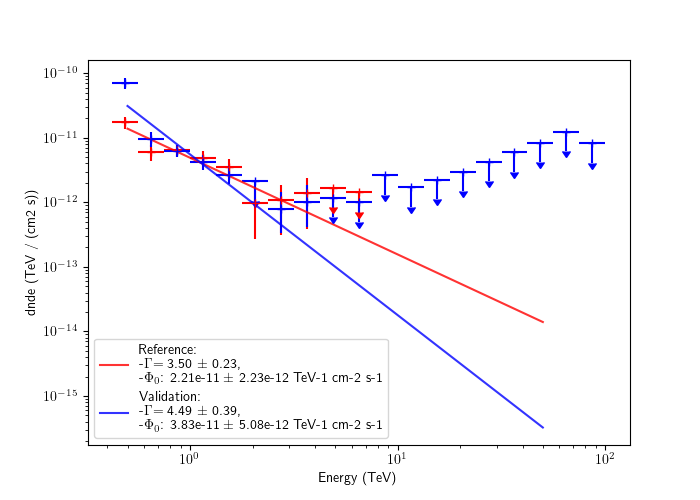 10⁻¹⁰
10⁻¹¹
10⁻¹²
10⁻¹³
10⁻¹⁴
10⁻¹⁵
dnde (TeV / (cm2 s))
Reference:
-Γ= 3.50 ± 0.23,
-Φ₀: 2.21e-11 ± 2.23e-12 TeV-1 cm-2 s-1
Validation:
-Γ= 4.49 ± 0.39,
-Φ₀: 3.83e-11 ± 5.08e-12 TeV-1 cm-2 s-1
10⁰ 10¹ 10²
Energy (TeV)